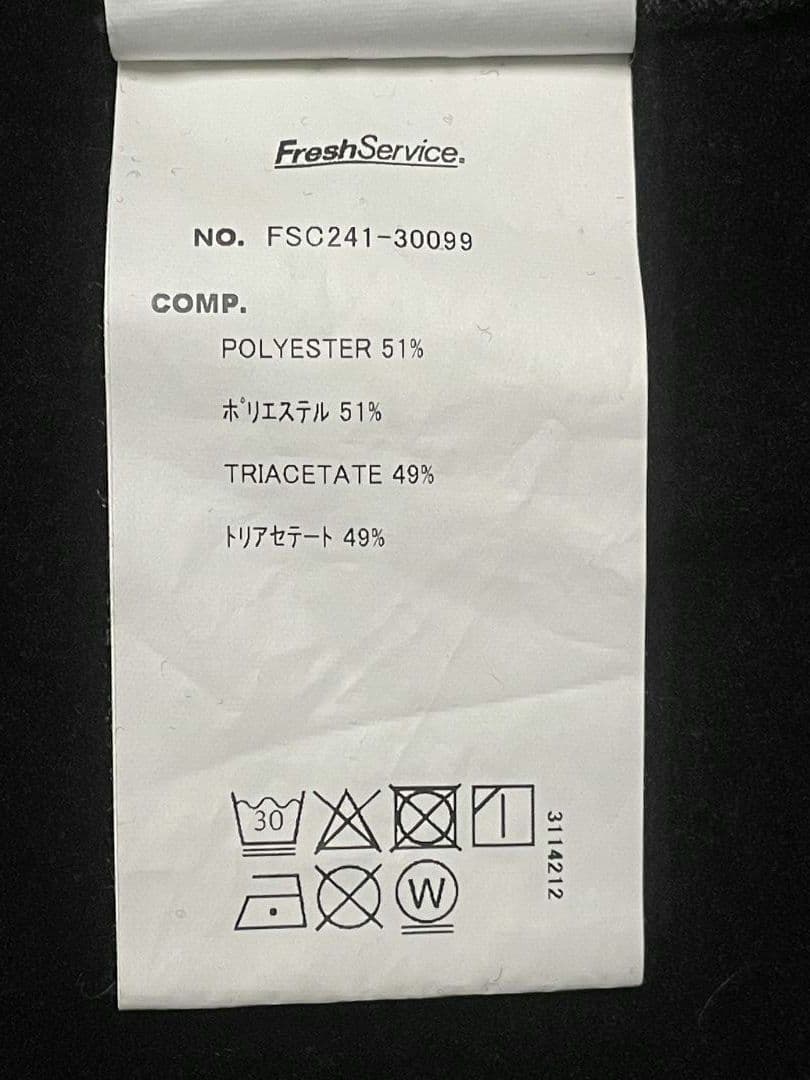 FreshService.
NO. FSC241-30099
COMP.
POLYESTER 51%
ﾎﾟﾘｴｽﾃﾙ 51%
TRIACETATE 49%
ﾄﾘｱｾﾃｰﾄ 49%
30
W
3114212